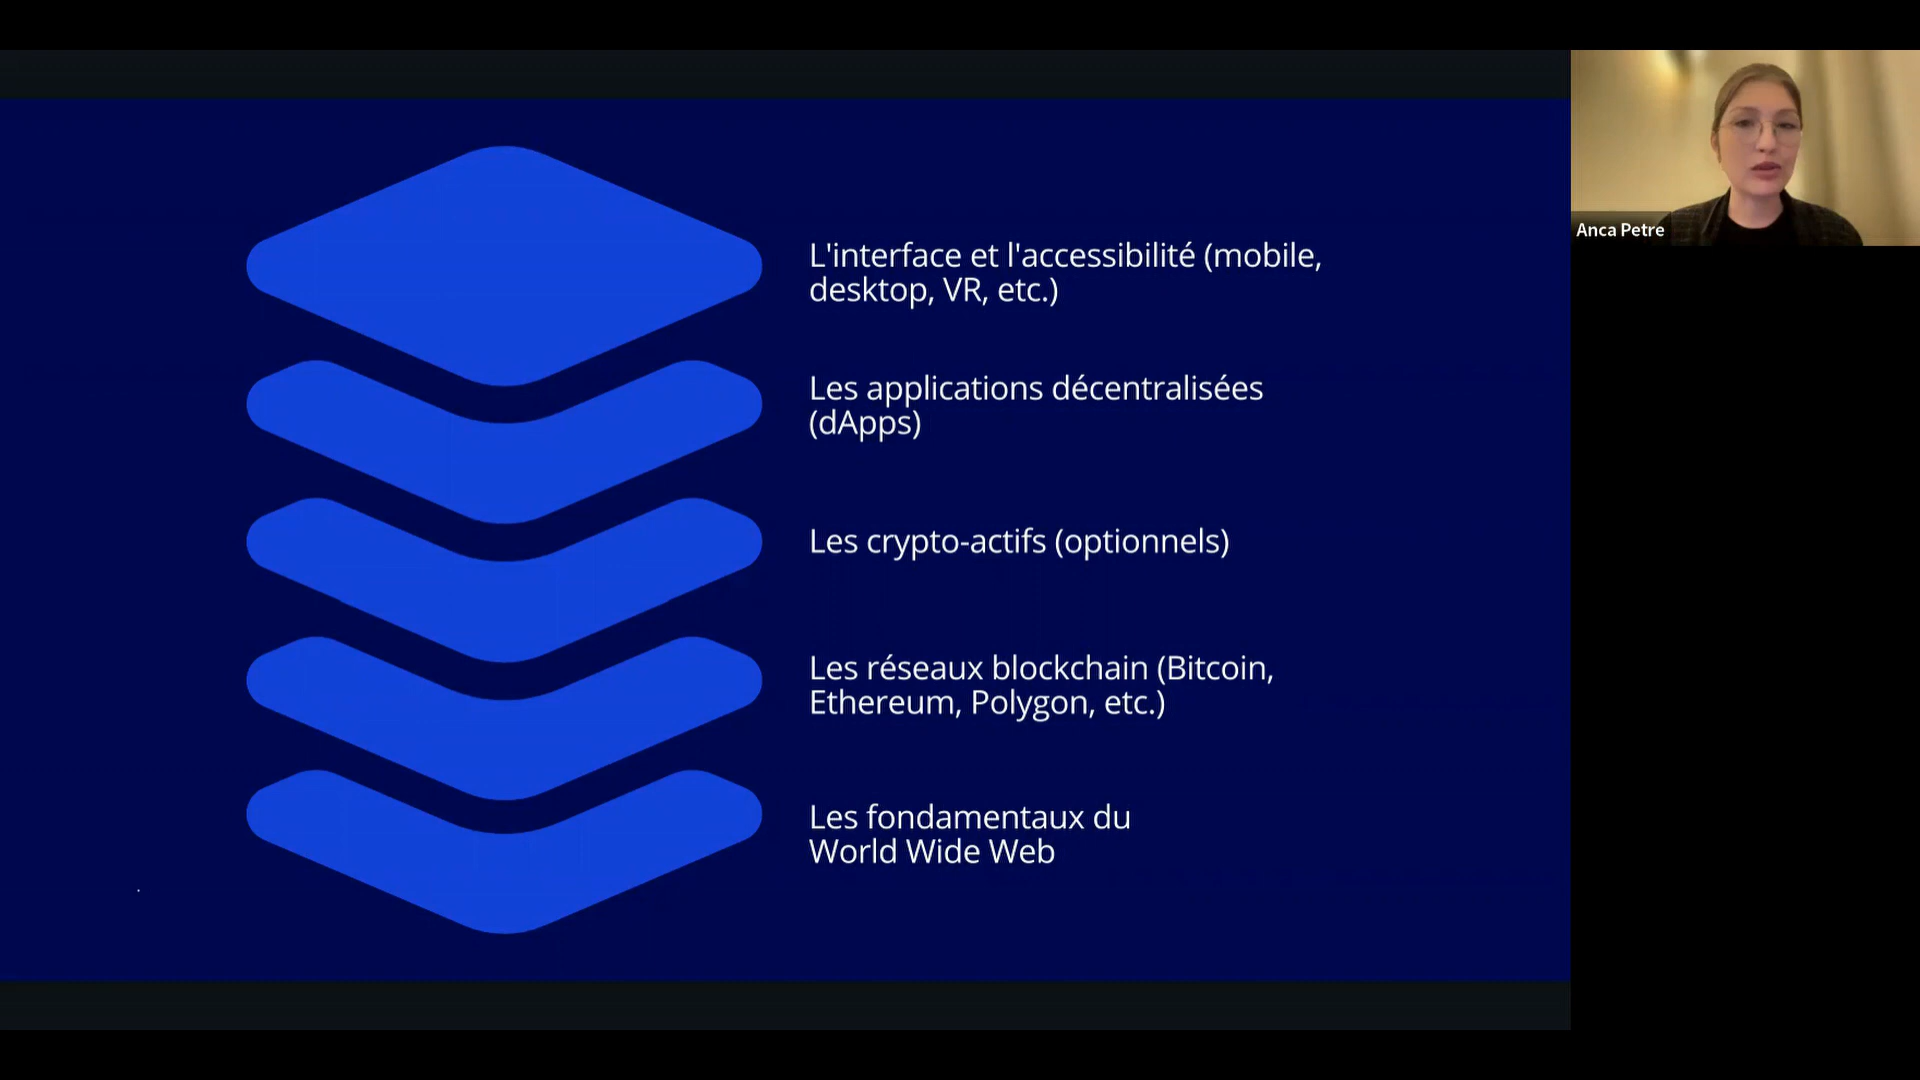 L'interface et l'accessibilité (mobile,
desktop, VR, etc.)
Les applications décentralisées
(dApps)
Les crypto-actifs (optionnels)
Les réseaux blockchain (Bitcoin,
Ethereum, Polygon, etc.)
Les fondamentaux du
World Wide Web
Anca Petre